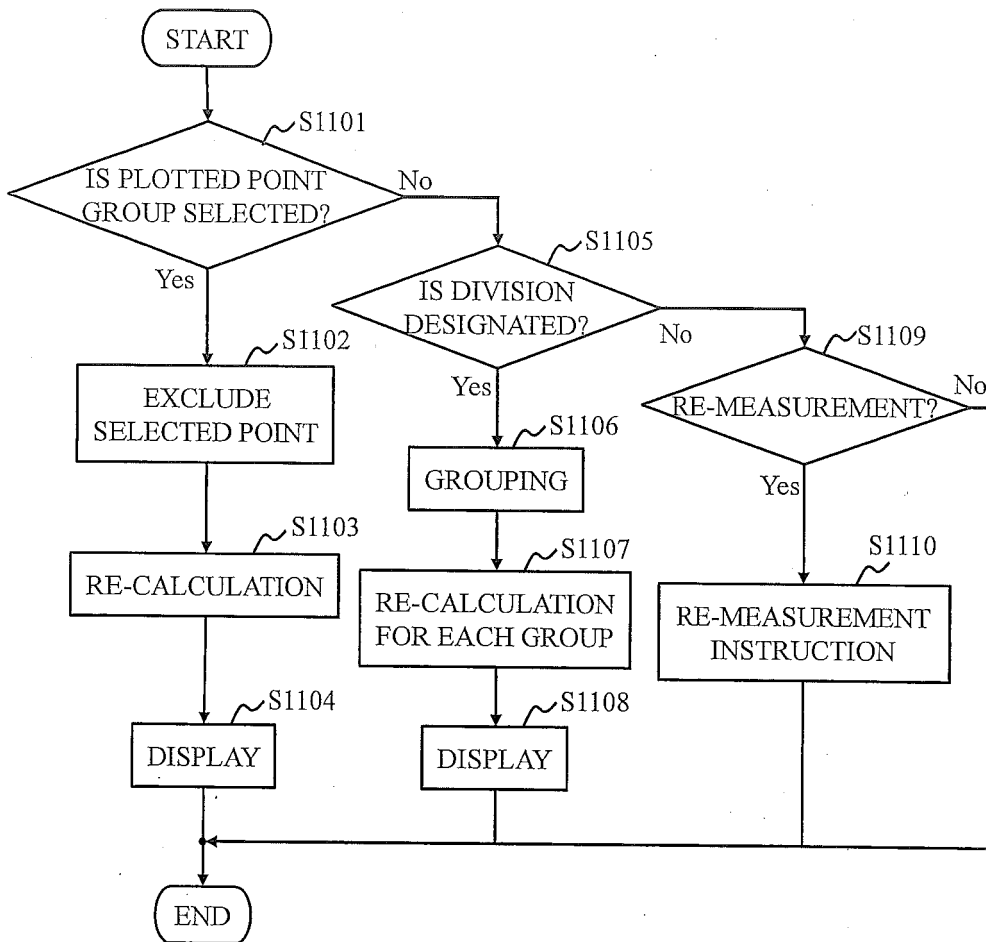 START
S1101
IS PLOTTED POINT
GROUP SELECTED?
No
Yes
S1105
IS DIVISION
DESIGNATED?
No
Yes
S1109
RE-MEASUREMENT?
No
Yes
S1102
EXCLUDE
SELECTED POINT
S1106
GROUPING
S1103
RE-CALCULATION
S1107
RE-CALCULATION
FOR EACH GROUP
S1110
RE-MEASUREMENT
INSTRUCTION
S1104
DISPLAY
S1108
DISPLAY
END